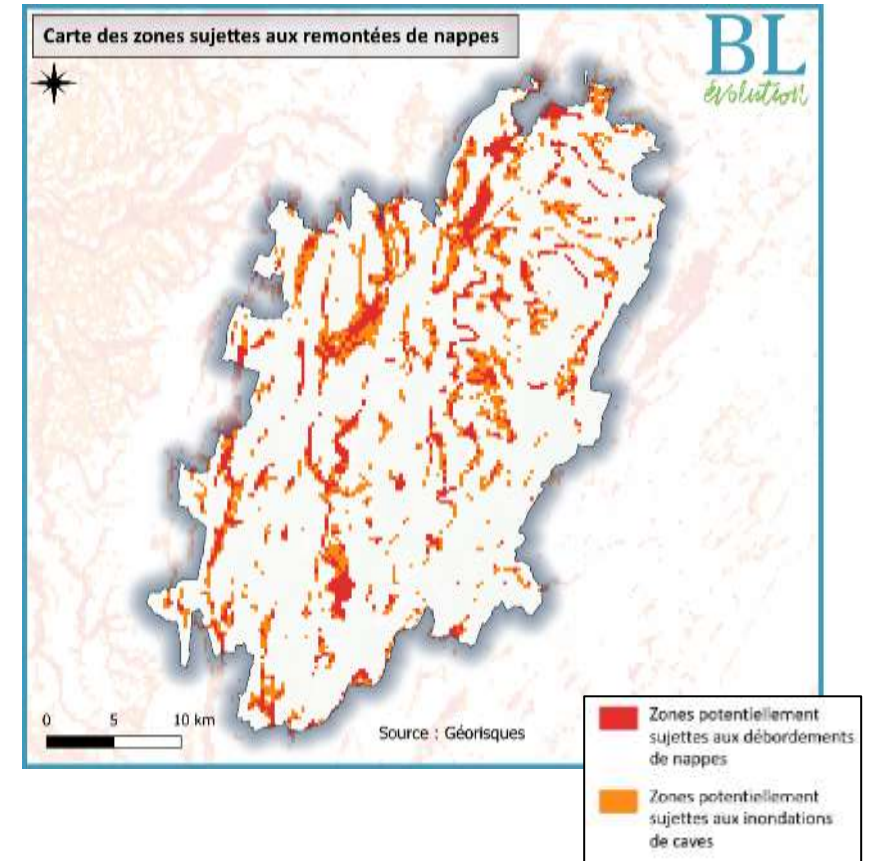 Carte des zones sujettes aux remontées de nappes
BL
évolution
0 5 10 km
Source : Géorisques
Zones potentiellement
sujettes aux débordements
de nappes
Zones potentiellement
sujettes aux inondations
de caves